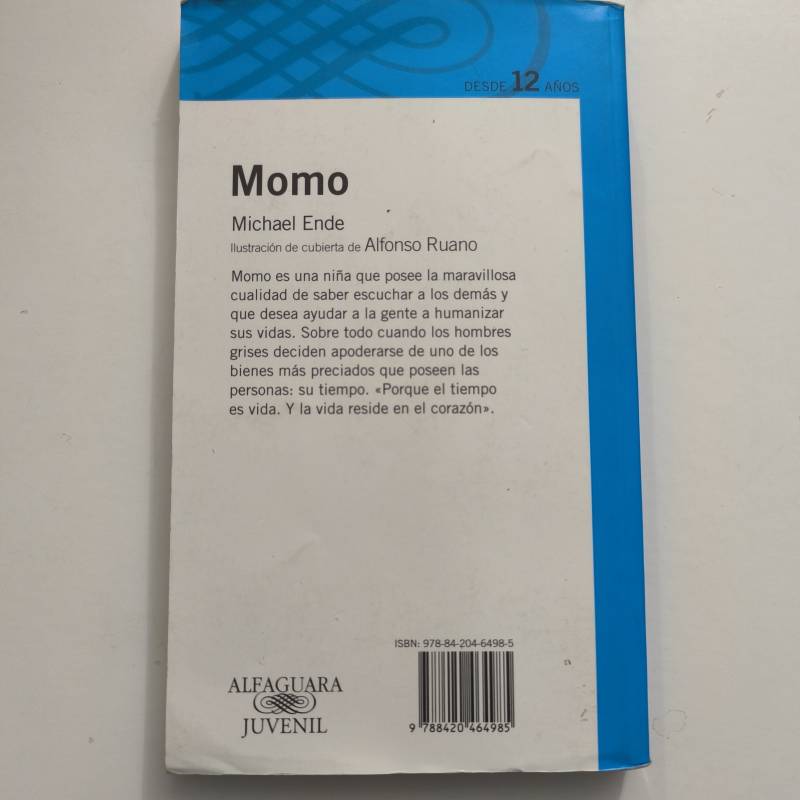 DESDE 12 AÑOS
Momo
Michael Ende
Ilustración de cubierta de Alfonso Ruano
Momo es una niña que posee la maravillosa
cualidad de saber escuchar a los demás y
que desea ayudar a la gente a humanizar
sus vidas. Sobre todo cuando los hombres
grises deciden apoderarse de uno de los
bienes más preciados que poseen las
personas: su tiempo. «Porque el tiempo
es vida. Y la vida reside en el corazón».
ISBN: 978-84-204-6498-5
9 788420 464985
ALFAGUARA
JUVENIL